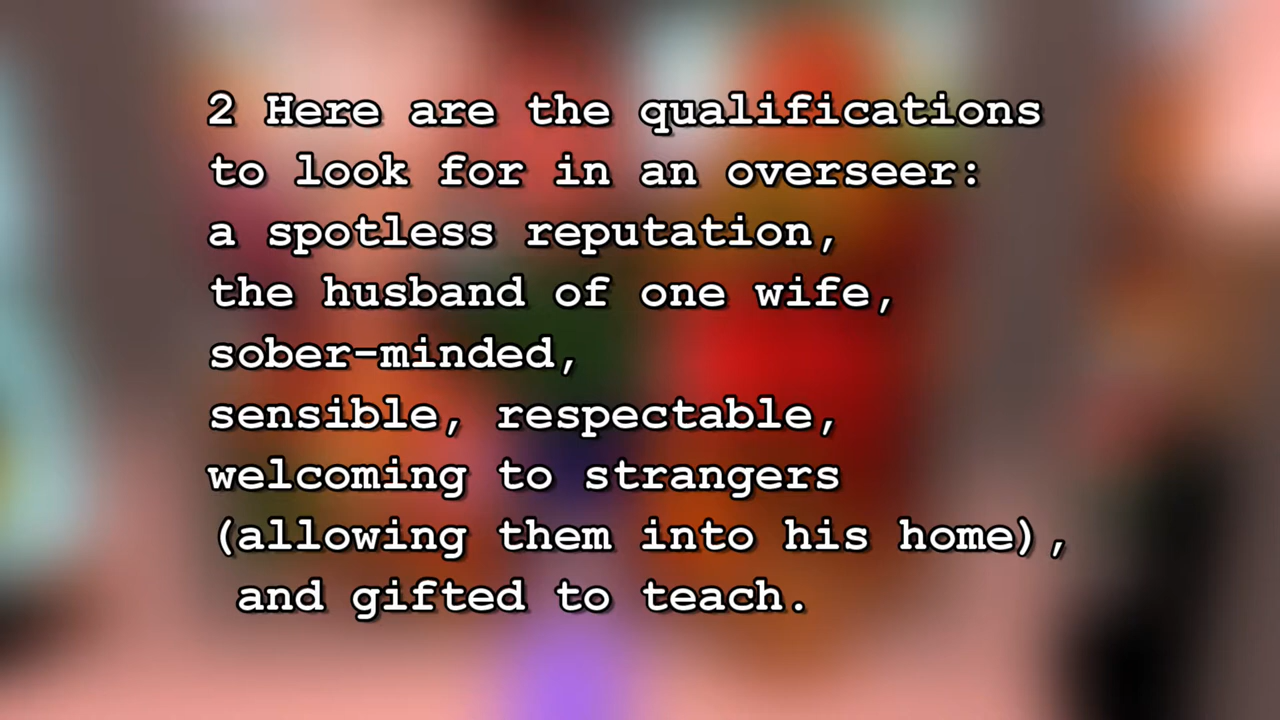 2 Here are the qualifications
to look for in an overseer:
a spotless reputation,
the husband of one wife,
sober-minded,
sensible, respectable,
welcoming to strangers
(allowing them into his home),
and gifted to teach.